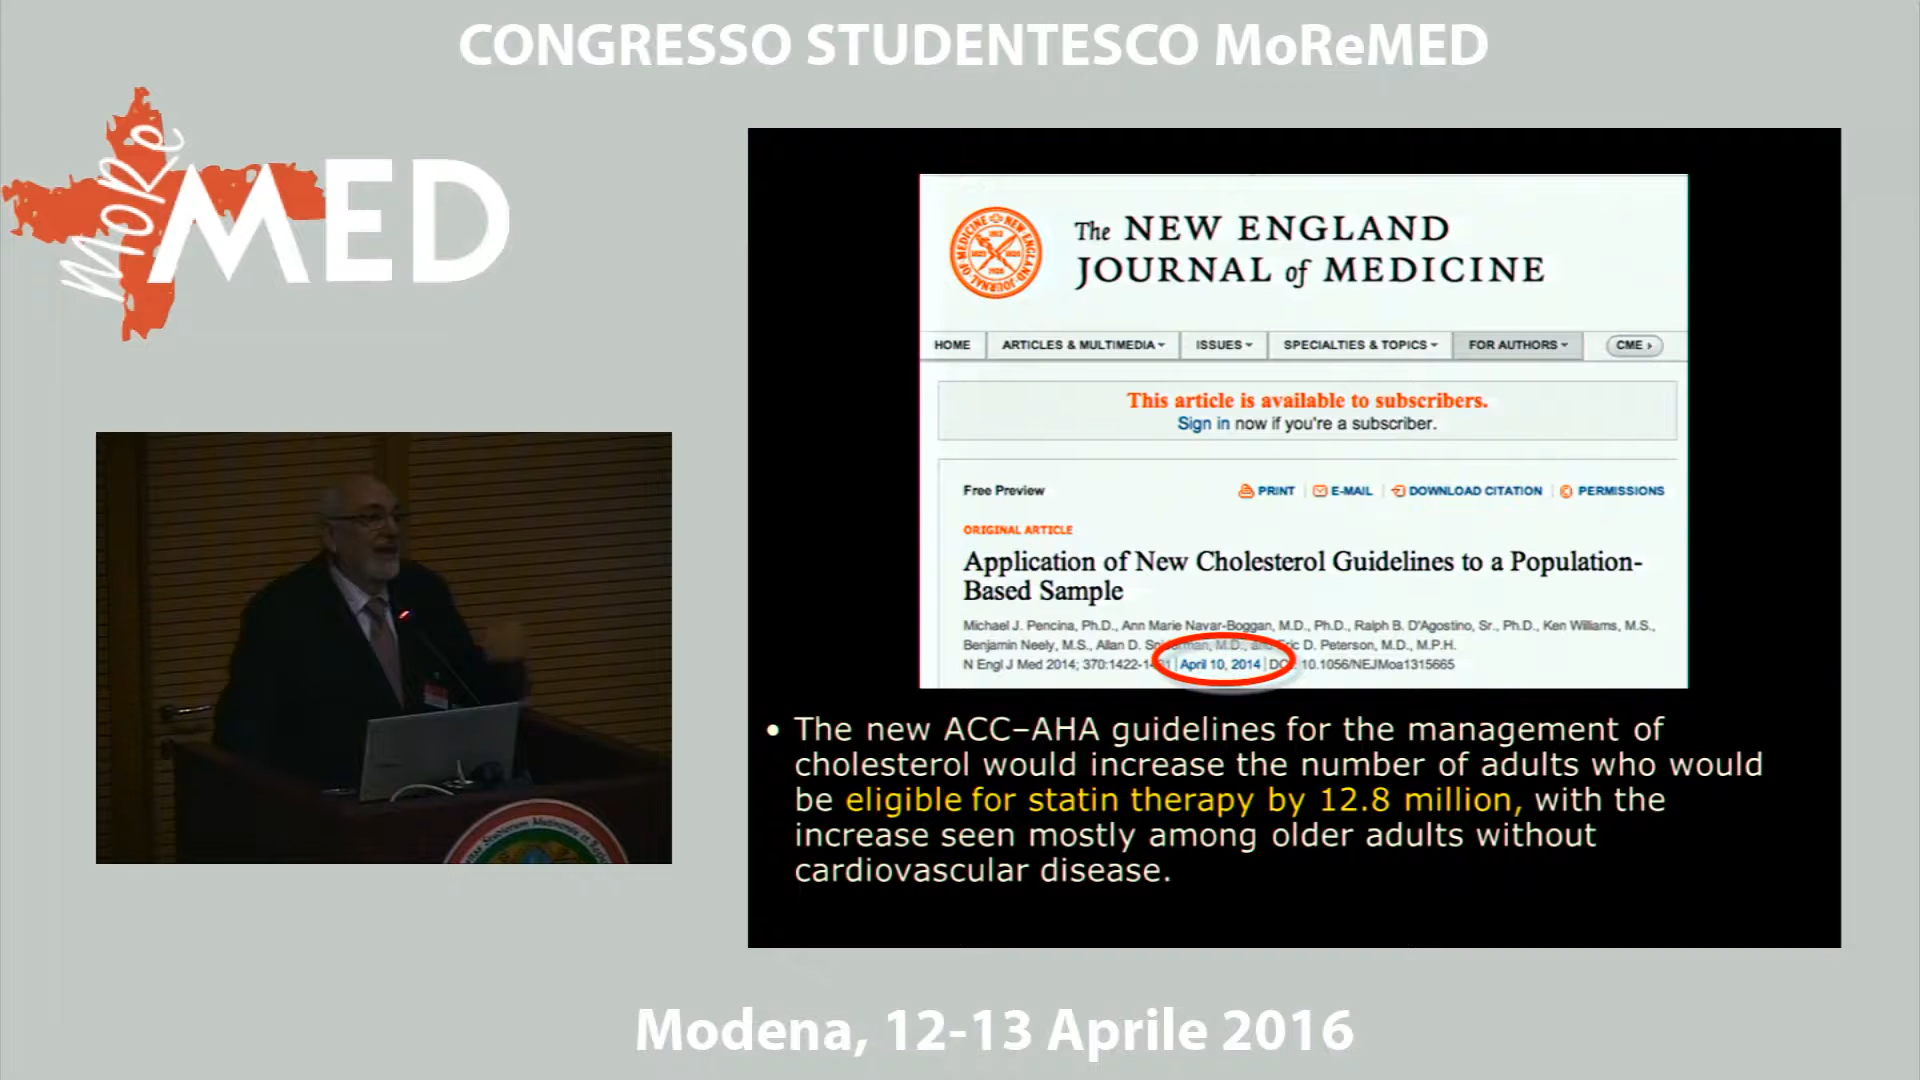 CONGRESSO STUDENTESCO MoReMED
MoRe
MED
The NEW ENGLAND
JOURNAL of MEDICINE
HOME
ARTICLES & MULTIMEDIA
ISSUES
SPECIALTIES & TOPICS
FOR AUTHORS
CME
This article is available to subscribers.
Sign in now if you're a subscriber.
Free Preview
PRINT
E-MAIL
DOWNLOAD CITATION
PERMISSIONS
ORIGINAL ARTICLE
Application of New Cholesterol Guidelines to a Population-
Based Sample
Michael J. Pencina, Ph.D., Ann Marie Navar-Boggan, M.D., Ph.D., Ralph B. D'Agostino, Sr., Ph.D., Ken Williams, M.S.,
Benjamin Neely, M.S., Allan D. M.D., and Eric D. Peterson, M.D., M.P.H.
N Engl J Med 2014; 370:1422- April 10, 2014 DOI: 10.1056/NEJMoa1315665
• The new ACC–AHA guidelines for the management of
cholesterol would increase the number of adults who would
be eligible for statin therapy by 12.8 million, with the
increase seen mostly among older adults without
cardiovascular disease.
Modena, 12-13 Aprile 2016